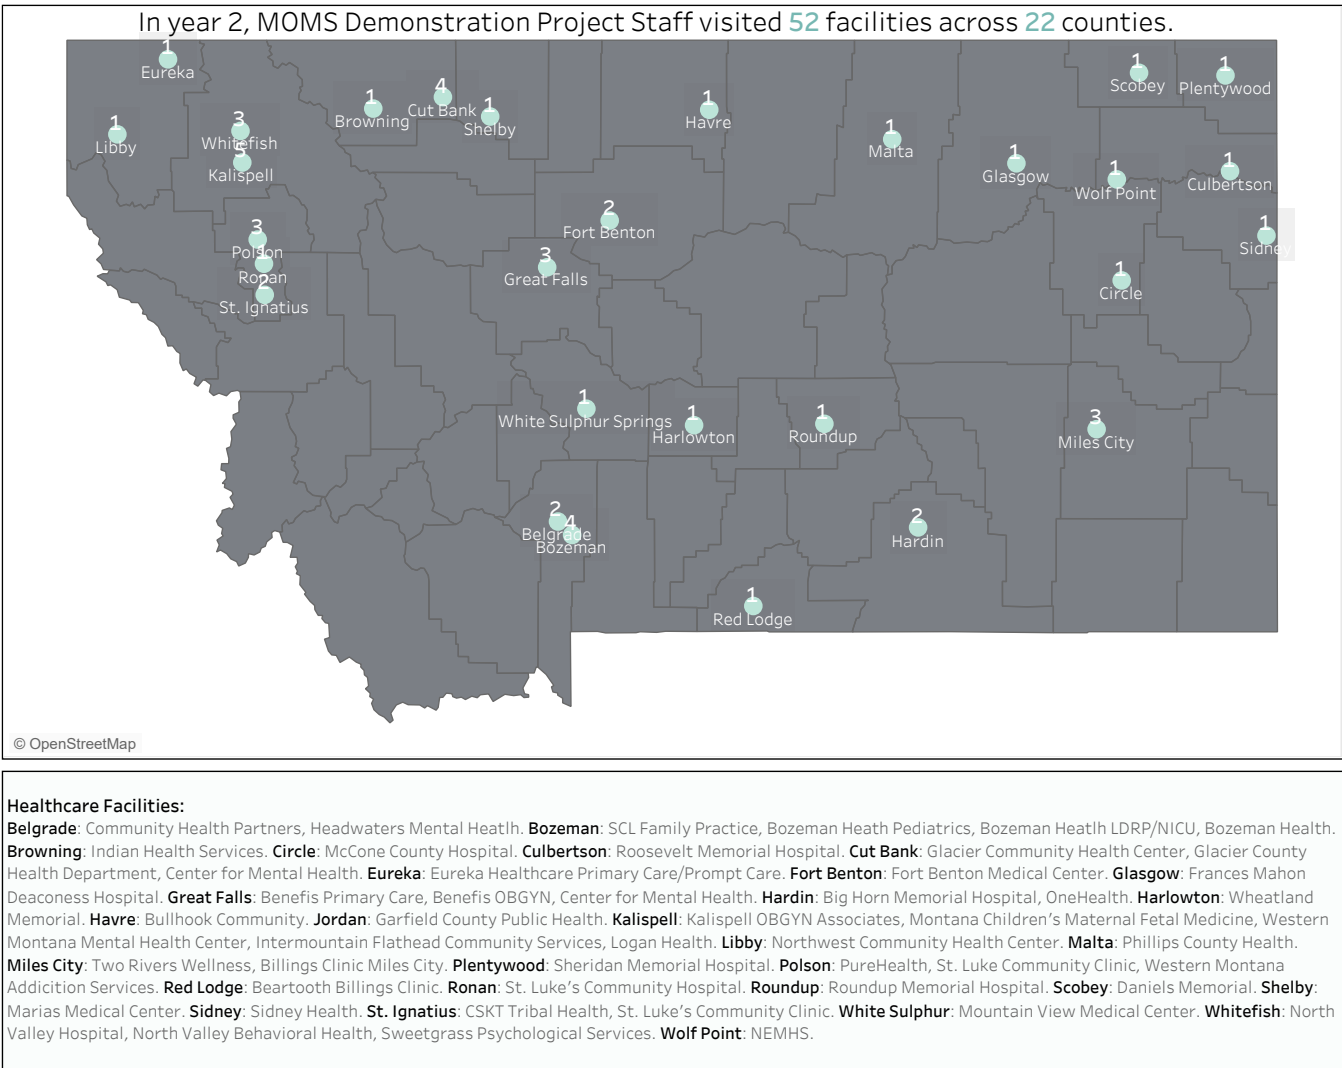 In year 2, MOMS Demonstration Project Staff visited 52 facilities across 22 counties.
1
Eureka
1
Libby
3
Whitefish
5
Kalispell
1
Browning
4
Cut Bank
1
Shelby
1
Havre
1
Malta
1
Glasgow
1
Scobey
1
Plentywood
1
Wolf Point
1
Culbertson
1
Sidney
1
Circle
3
Polson
1
Ronan
2
St. Ignatius
2
Fort Benton
3
Great Falls
1
White Sulphur Springs
1
Harlowton
1
Roundup
3
Miles City
2
Belgrade
4
Bozeman
2
Hardin
1
Red Lodge
© OpenStreetMap
Healthcare Facilities:
Belgrade: Community Health Partners, Headwaters Mental Heatlh. Bozeman: SCL Family Practice, Bozeman Heath Pediatrics, Bozeman Heatlh LDRP/NICU, Bozeman Health.
Browning: Indian Health Services. Circle: McCone County Hospital. Culbertson: Roosevelt Memorial Hospital. Cut Bank: Glacier Community Health Center, Glacier County
Health Department, Center for Mental Health. Eureka: Eureka Healthcare Primary Care/Prompt Care. Fort Benton: Fort Benton Medical Center. Glasgow: Frances Mahon
Deaconess Hospital. Great Falls: Benefis Primary Care, Benefis OBGYN, Center for Mental Health. Hardin: Big Horn Memorial Hospital, OneHealth. Harlowton: Wheatland
Memorial. Havre: Bullhook Community. Jordan: Garfield County Public Health. Kalispell: Kalispell OBGYN Associates, Montana Children's Maternal Fetal Medicine, Western
Montana Mental Health Center, Intermountain Flathead Community Services, Logan Health. Libby: Northwest Community Health Center. Malta: Phillips County Health.
Miles City: Two Rivers Wellness, Billings Clinic Miles City. Plentywood: Sheridan Memorial Hospital. Polson: PureHealth, St. Luke Community Clinic, Western Montana
Addicition Services. Red Lodge: Beartooth Billings Clinic. Ronan: St. Luke's Community Hospital. Roundup: Roundup Memorial Hospital. Scobey: Daniels Memorial. Shelby:
Marias Medical Center. Sidney: Sidney Health. St. Ignatius: CSKT Tribal Health, St. Luke's Community Clinic. White Sulphur: Mountain View Medical Center. Whitefish: North
Valley Hospital, North Valley Behavioral Health, Sweetgrass Psychological Services. Wolf Point: NEMHS.